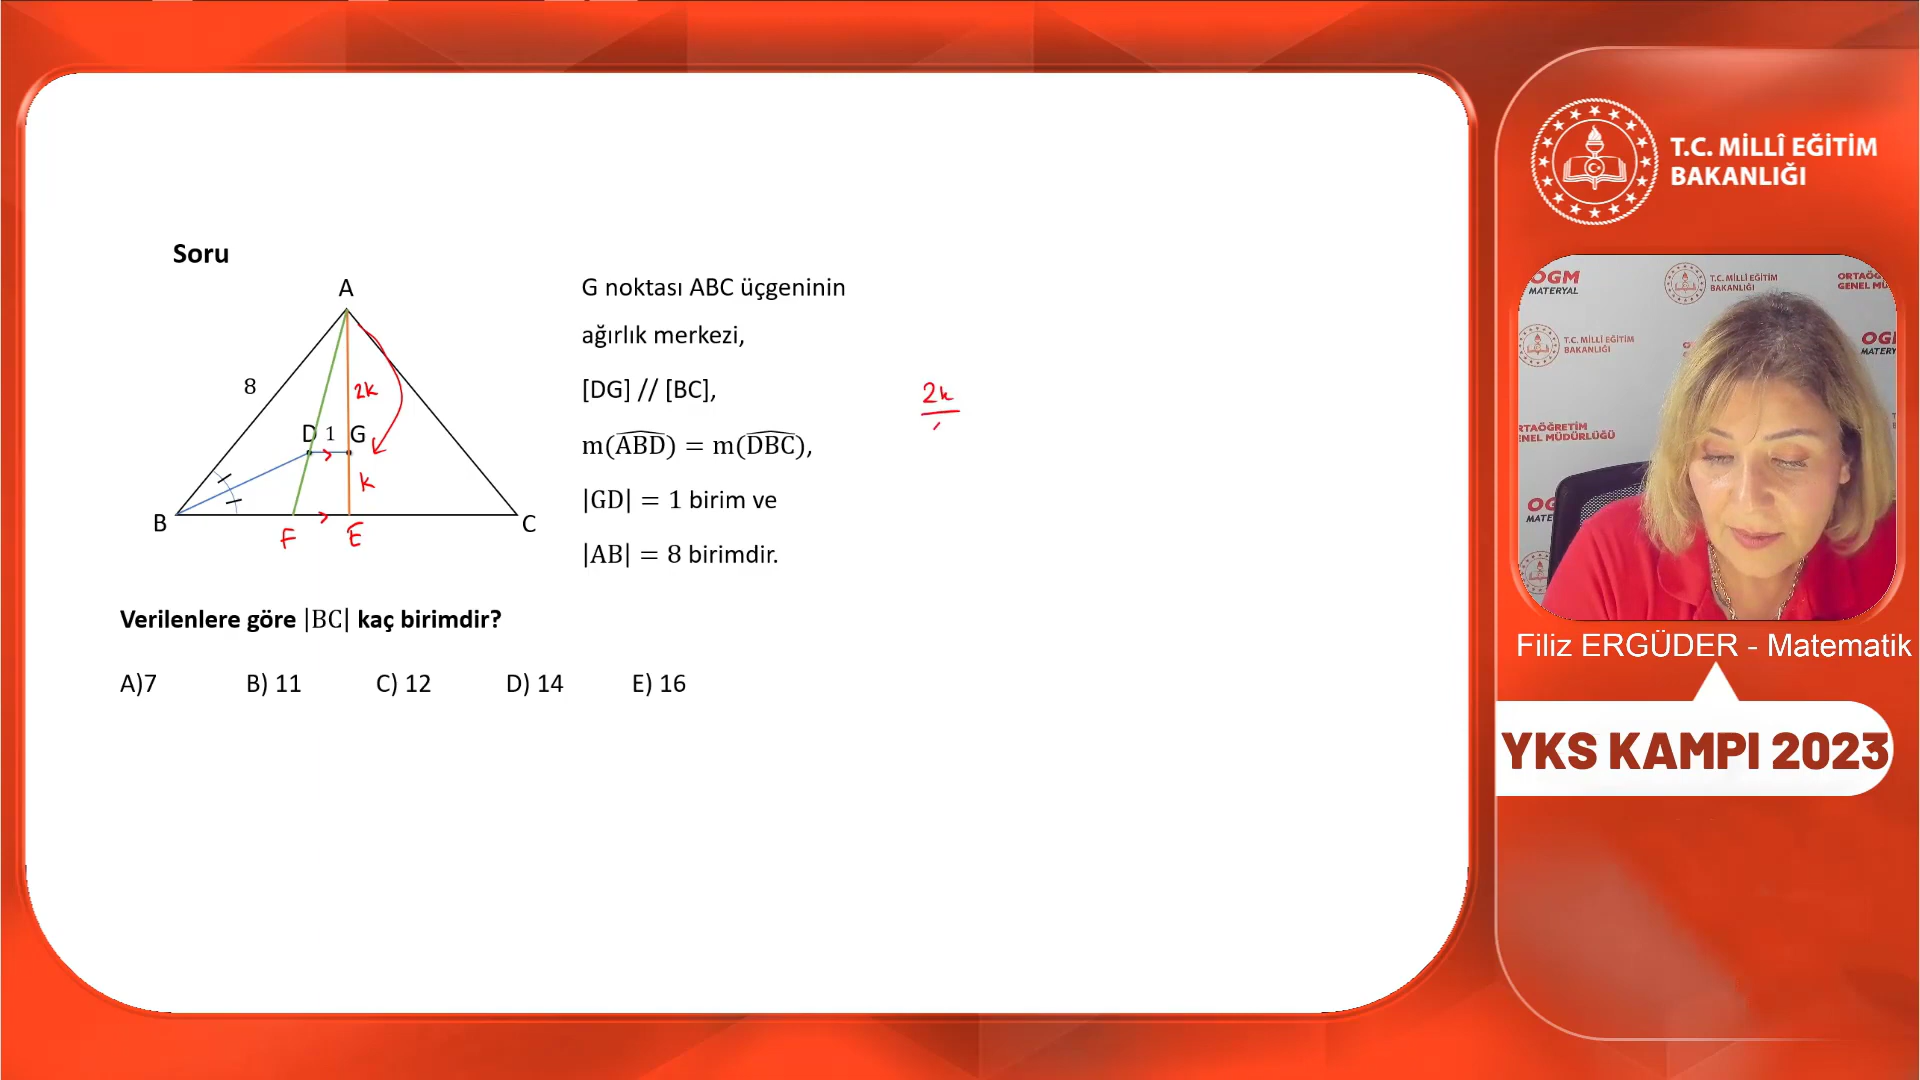 T.C. MİLLÎ EĞİTİM
BAKANLIĞI
Soru
A
8
2k
D 1 G
k
B
F
E
C
G noktası ABC üçgeninin
ağırlık merkezi,
[DG] // [BC],
m(ABD) = m(DBC),
|GD| = 1 birim ve
|AB| = 8 birimdir.
2k
Verilenlere göre |BC| kaç birimdir?
A)7 B) 11 C) 12 D) 14 E) 16
OGM
MATERYAL
T.C. MİLLÎ EĞİTİM
BAKANLIĞI
T.C. MİLLÎ EĞİTİM
BAKANLIĞI
Filiz ERGÜDER - Matematik
YKS KAMPI 2023